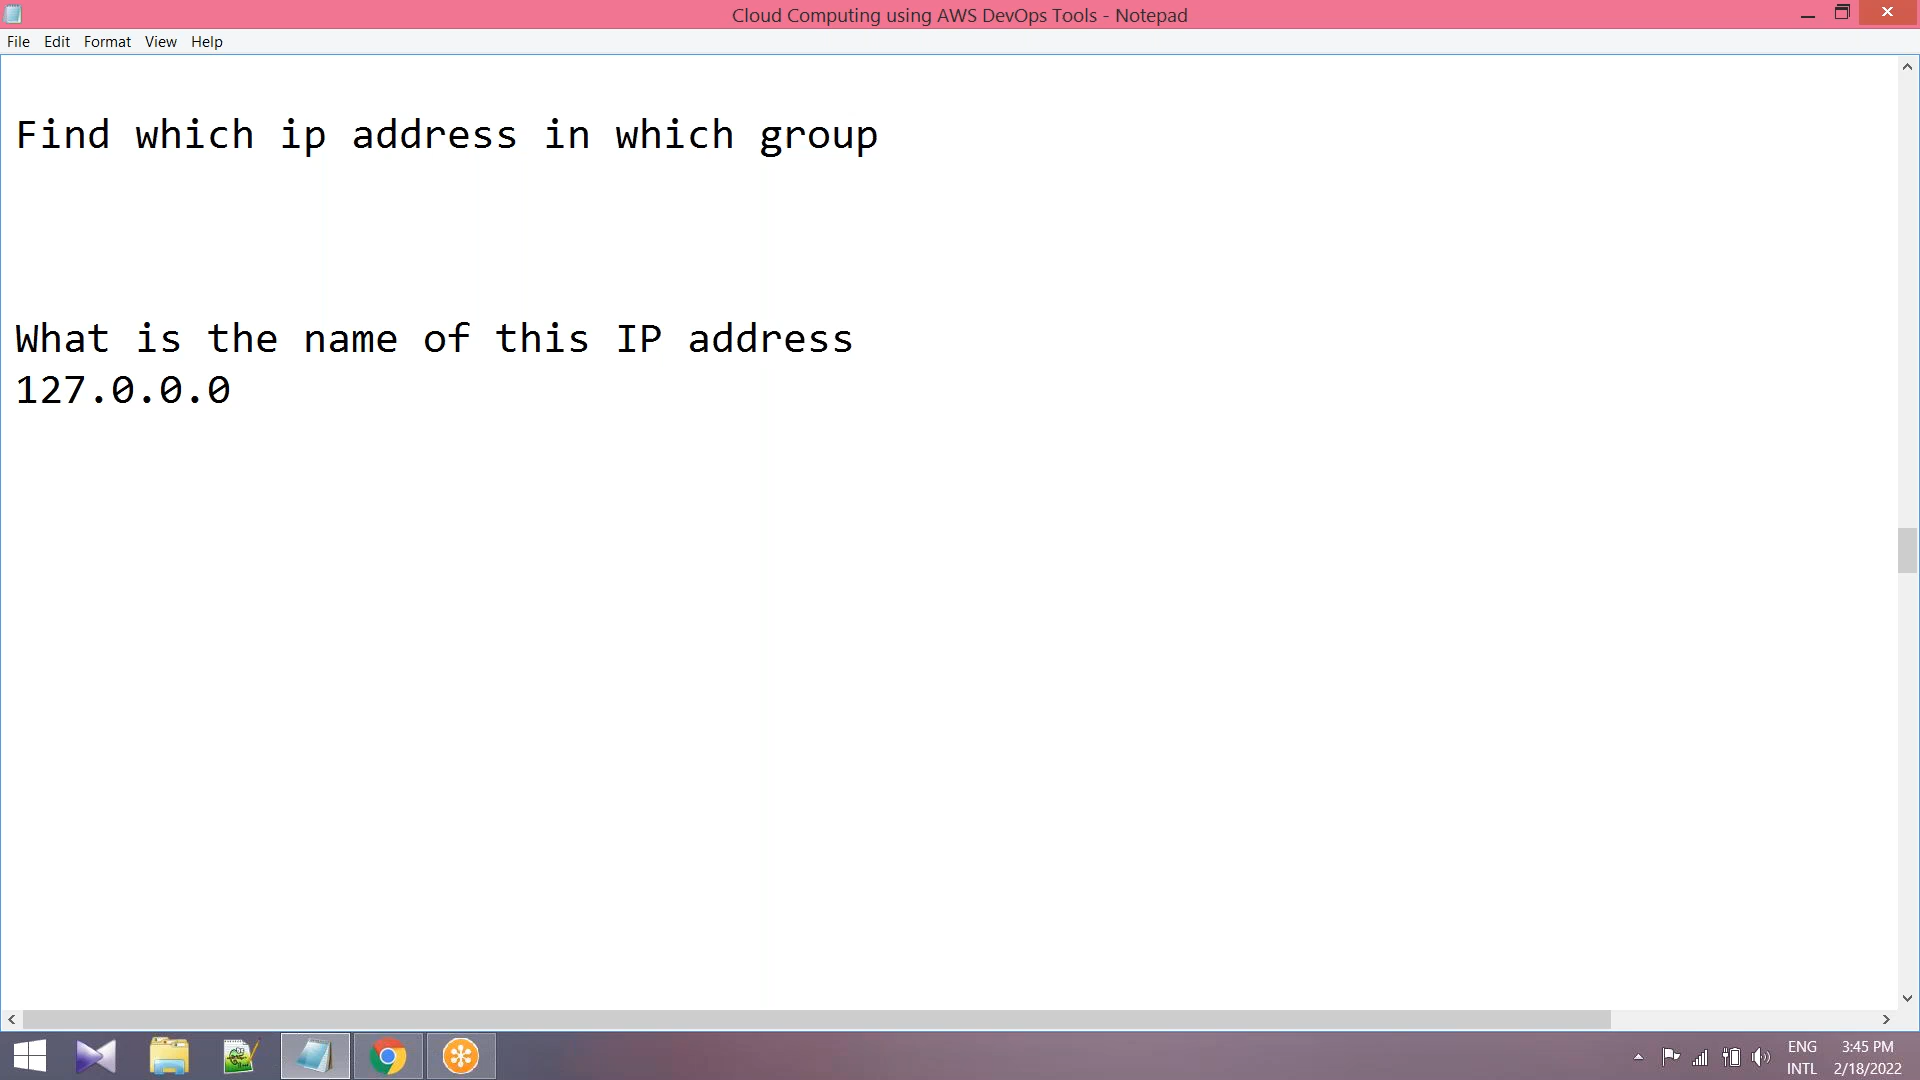 Cloud Computing using AWS DevOps Tools - Notepad
File Edit Format View Help
Find which ip address in which group
What is the name of this IP address
127.0.0.0
ENG 3:45 PM
INTL 2/18/2022